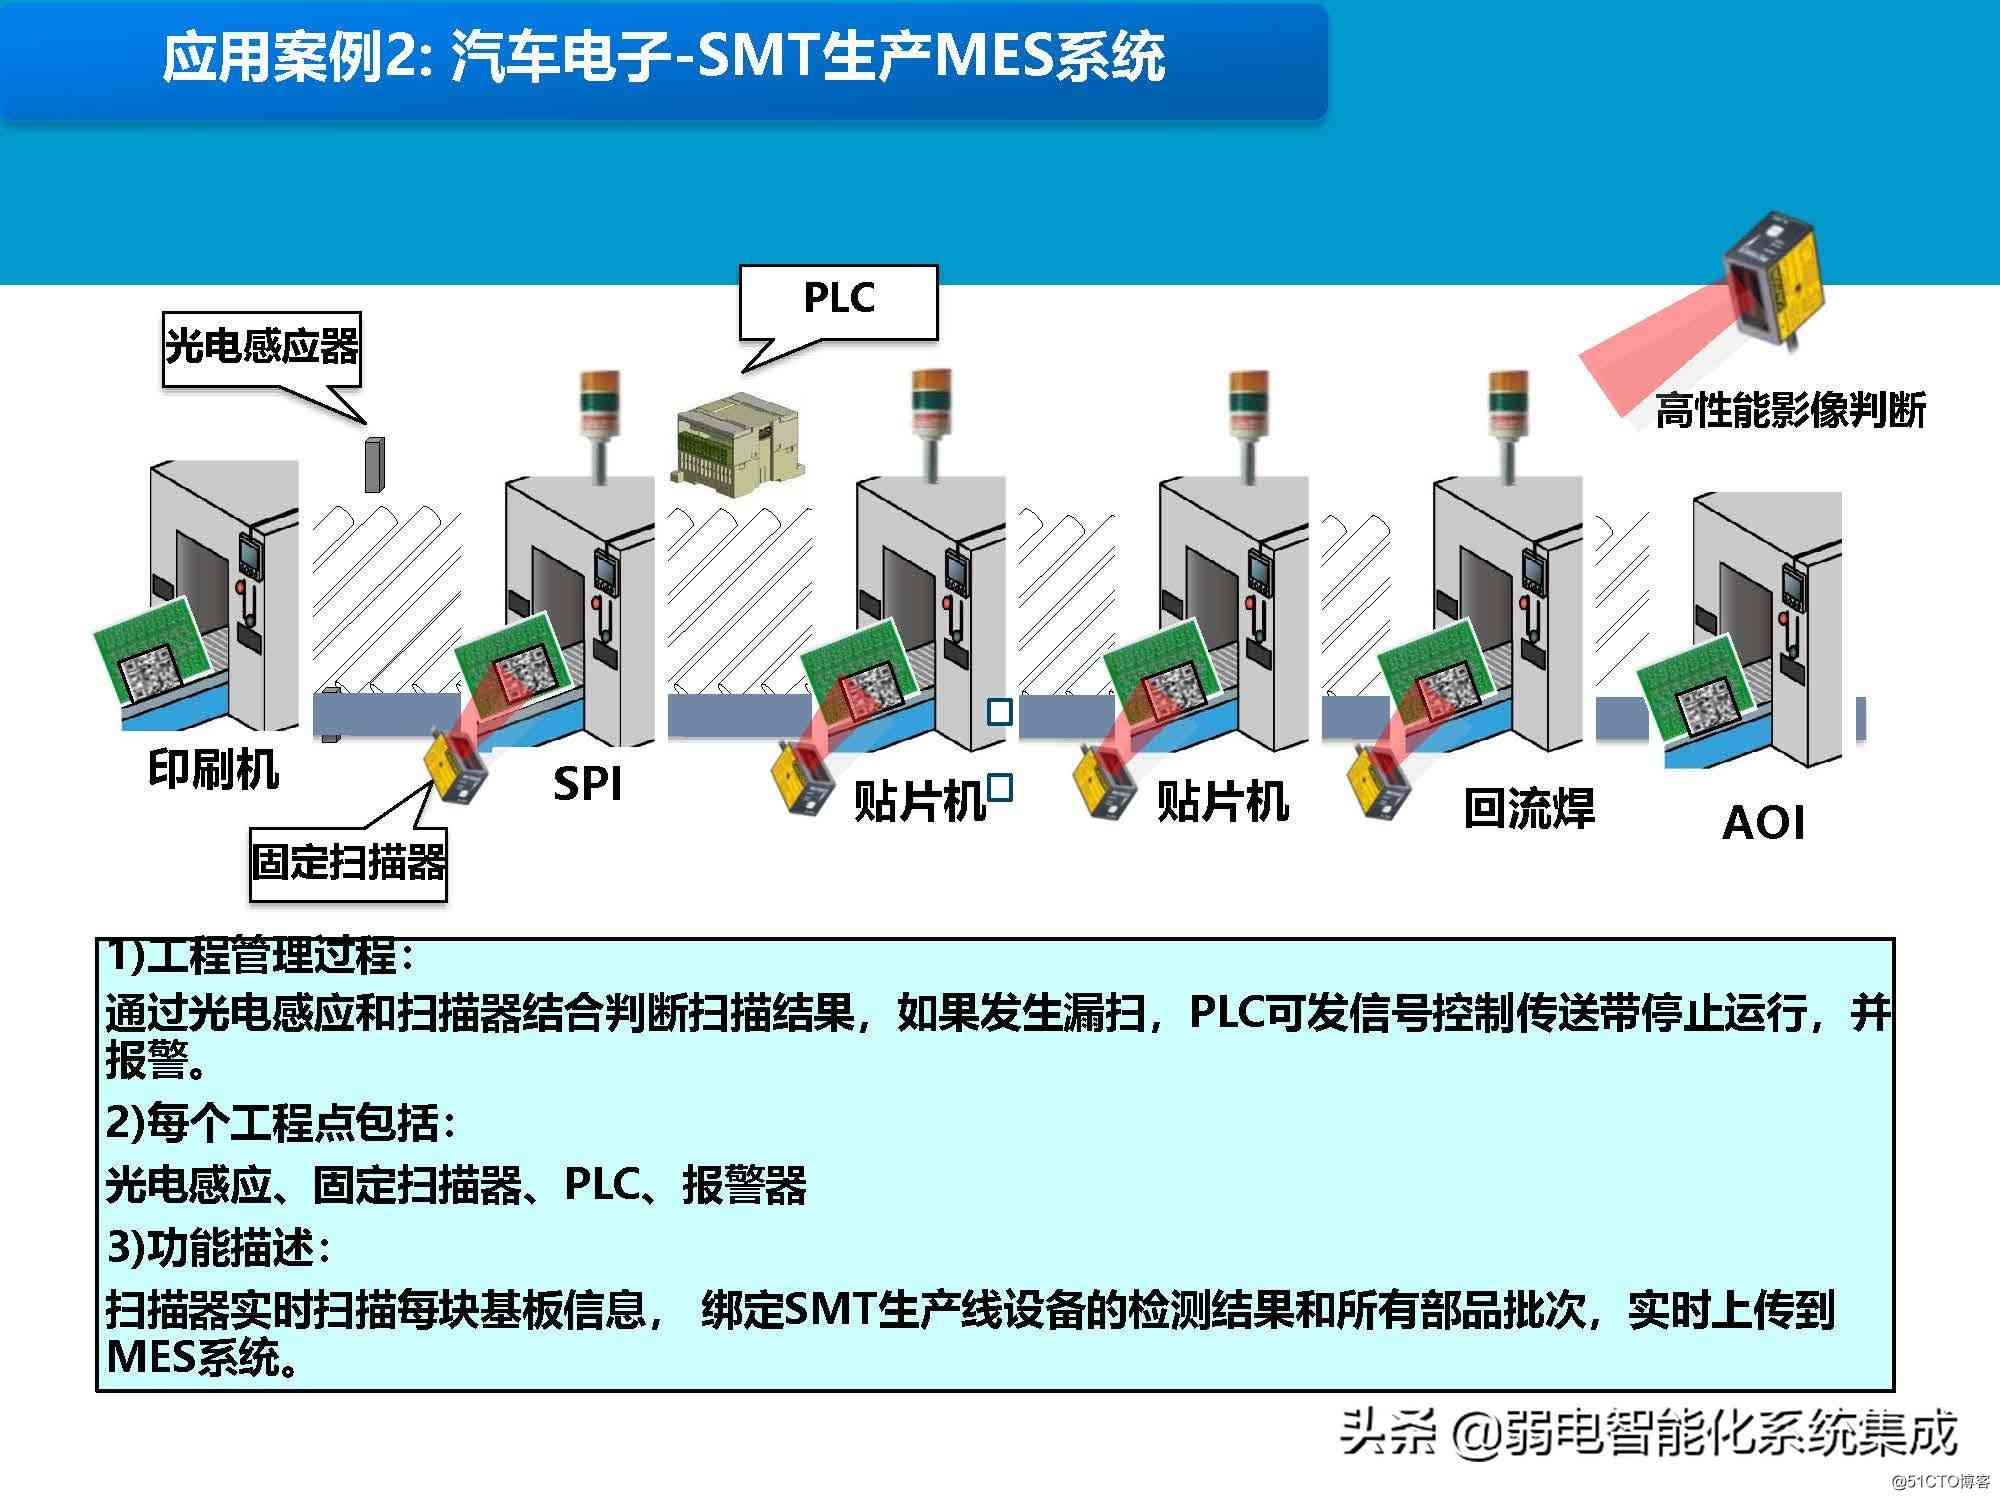 应用案例2: 汽车电子-SMT生产MES系统
PLC
光电感应器
高性能影像判断
印刷机
SPI
贴片机
贴片机
回流焊
AOI
固定扫描器
1)工程管理过程：
通过光电感应和扫描器结合判断扫描结果，如果发生漏扫，PLC可发信号控制传送带停止运行，并
报警。
2)每个工程点包括：
光电感应、固定扫描器、PLC、报警器
3)功能描述：
扫描器实时扫描每块基板信息， 绑定SMT生产线设备的检测结果和所有部品批次，实时上传到
MES系统。
头条 @弱电智能化系统集成
@51CTO博客